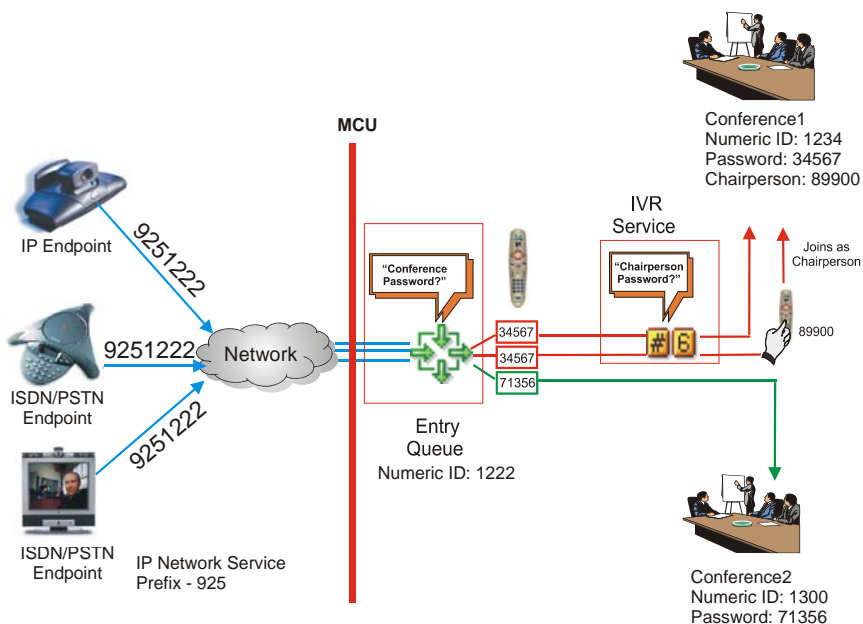 Conference1
Numeric ID: 1234
Password: 34567
Chairperson: 89900
MCU
IVR
Service
IP Endpoint
9251222
“Conference
Password?”
“Chairperson
Password?”
Joins as
Chairperson
89900
ISDN/PSTN
Endpoint
9251222
Network
34567
34567
71356
# 6
9251222
Entry
Queue
Numeric ID: 1222
ISDN/PSTN
Endpoint
IP Network Service
Prefix - 925
Conference2
Numeric ID: 1300
Password: 71356